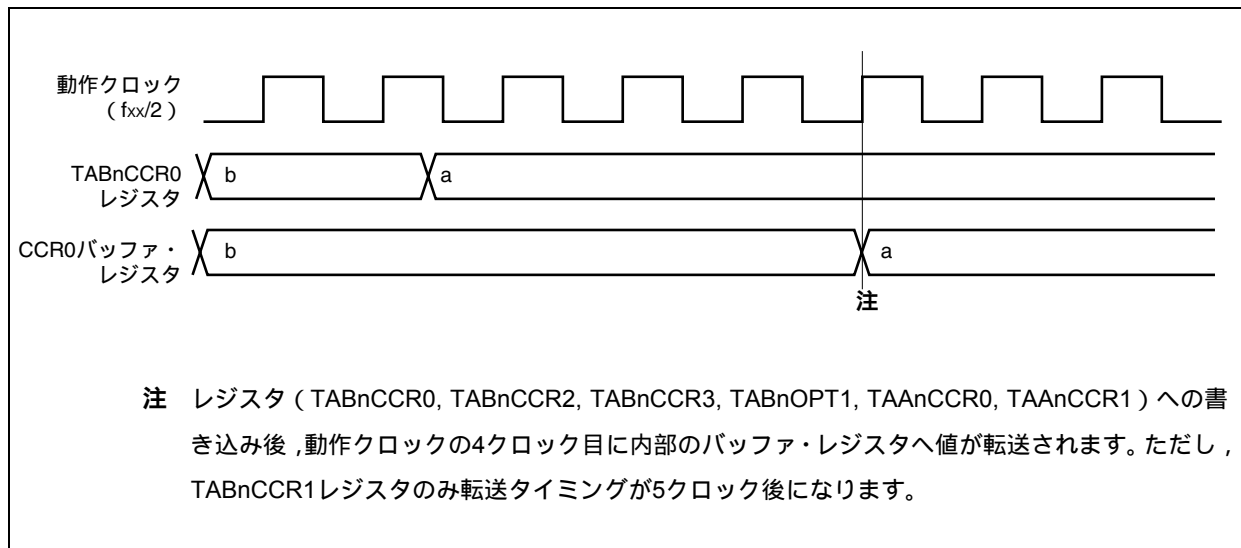 動作クロック
（fxx/2）
TABnCCR0
レジスタ
b
a
CCR0バッファ・
レジスタ
b
a
注
注 レジスタ（TABnCCR0, TABnCCR2, TABnCCR3, TABnOPT1, TAAnCCR0, TAAnCCR1）への書
き込み後，動作クロックの4クロック目に内部のバッファ・レジスタへ値が転送されます。ただし，
TABnCCR1レジスタのみ転送タイミングが5クロック後になります。